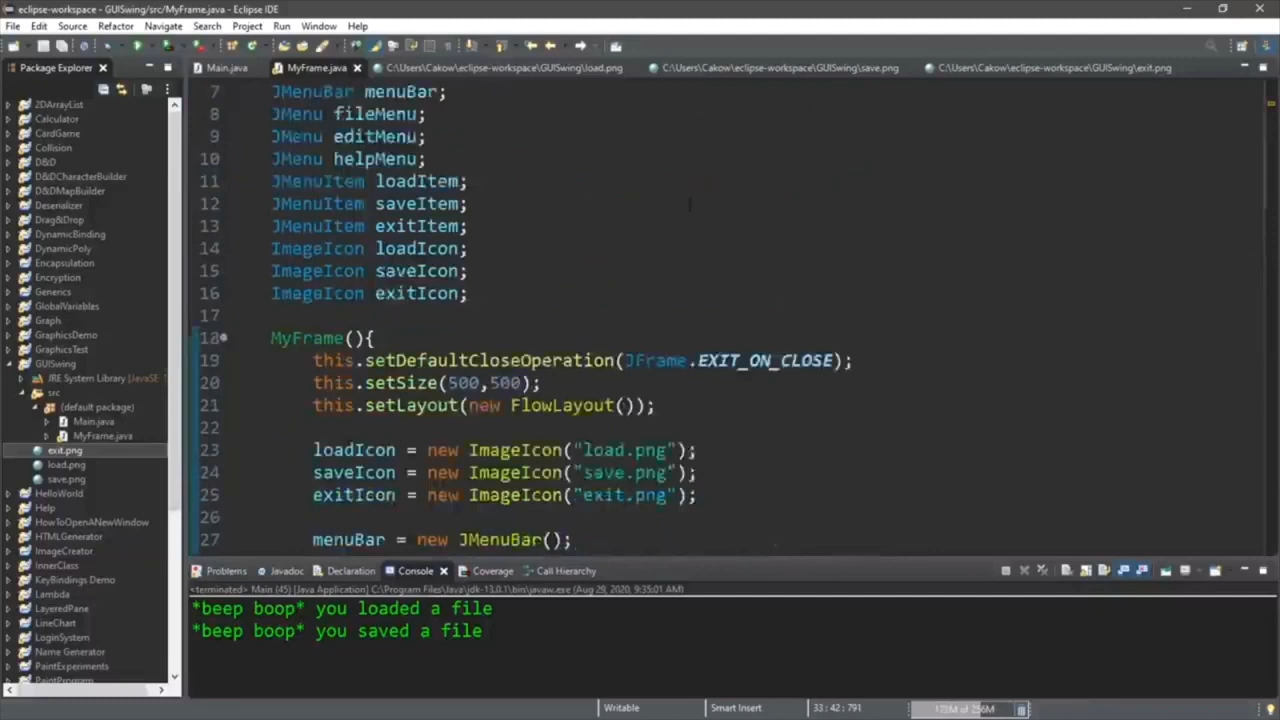 eclipse-workspace - GUISwing/src/MyFrame.java - Eclipse IDE
File Edit Source Refactor Navigate Search Project Run Window Help
Package Explorer
Main.java
MyFrame.java
C:\Users\Cakow\eclipse-workspace\GUISwing\load.png
C:\Users\Cakow\eclipse-workspace\GUISwing\save.png
C:\Users\Cakow\eclipse-workspace\GUISwing\exit.png
2DArrayList
Calculator
CardGame
Collision
D&D
D&DCharacterBuilder
D&DMapBuilder
Deserializer
Drag&Drop
DynamicBinding
DynamicPoly
Encapsulation
Encryption
Generics
GlobalVariables
Graph
GraphicsDemo
GraphicsTest
GUISwing
JRE System Library [JavaSE
src
(default package)
Main.java
MyFrame.java
exit.png
load.png
save.png
HelloWorld
Help
HowToOpenANewWindow
HTMLGenerator
ImageCreator
InnerClass
KeyBindings Demo
Lambda
LayeredPane
LineChart
LoginSystem
Name Generator
PaintExperiments
PaintProgram
7 JMenuBar menuBar;
8 JMenu fileMenu;
9 JMenu editMenu;
10 JMenu helpMenu;
11 JMenuItem loadItem;
12 JMenuItem saveItem;
13 JMenuItem exitItem;
14 ImageIcon loadIcon;
15 ImageIcon saveIcon;
16 ImageIcon exitIcon;
17
18 MyFrame(){
19 this.setDefaultCloseOperation(JFrame.EXIT_ON_CLOSE);
20 this.setSize(500,500);
21 this.setLayout(new FlowLayout());
22
23 loadIcon = new ImageIcon("load.png");
24 saveIcon = new ImageIcon("save.png");
25 exitIcon = new ImageIcon("exit.png");
26
27 menuBar = new JMenuBar();
Problems Javadoc Declaration Console Coverage Call Hierarchy
<terminated> Main (45) [Java Application] C:\Program Files\Java\jdk-13.0.1\bin\javaw.exe (Aug 29, 2020, 9:35:01 AM)
*beep boop* you loaded a file
*beep boop* you saved a file
Writable
Smart Insert
33 : 42 : 791
of 256M